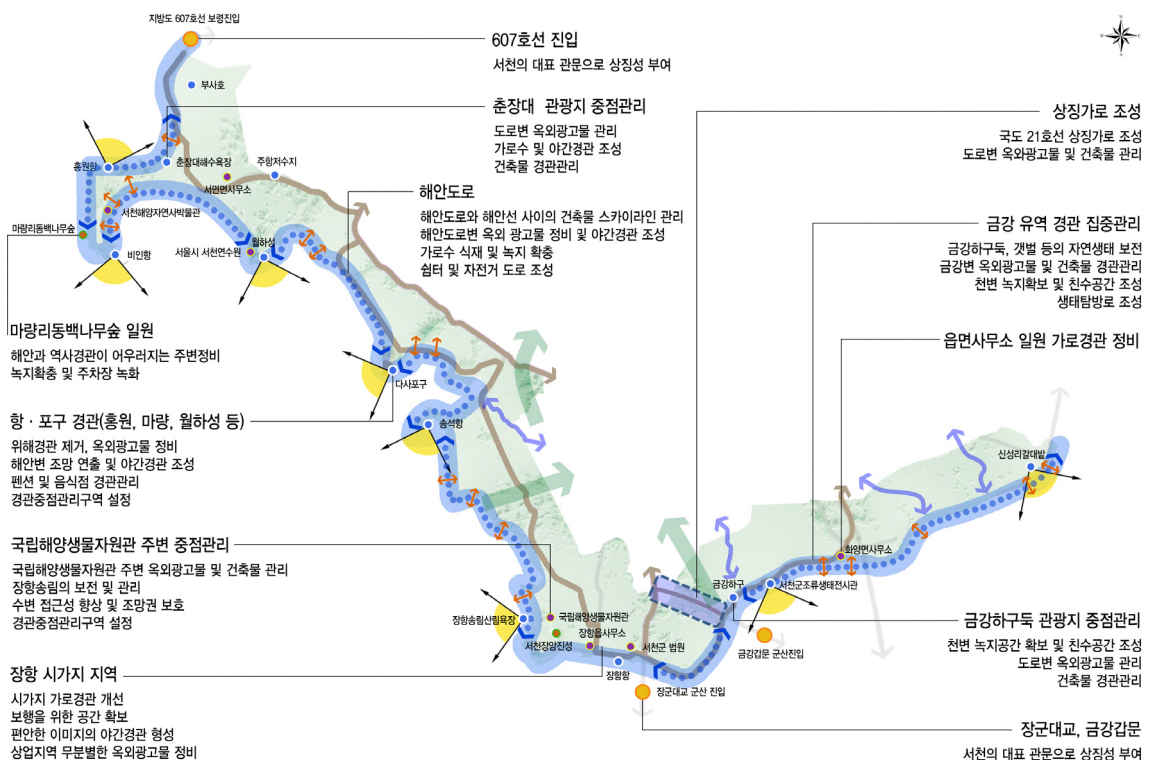 지방도 607호선 보령진입
607호선 진입
서천의 대표 관문으로 상징성 부여
부사호
춘장대 관광지 중점관리
도로변 옥외광고물 관리
가로수 및 야간경관 조성
건축물 경관관리
상징가로 조성
국도 21호선 상징가로 조성
도로변 옥와광고물 및 건축물 관리
홍원항
춘장대해수욕장
주항저수지
서면면사무소
해안도로
해안도로와 해안선 사이의 건축물 스카이라인 관리
해안도로변 옥외 광고물 정비 및 야간경관 조성
가로수 식재 및 녹지 확충
쉼터 및 자전거 도로 조성
서천해양자연사박물관
마량리동백나무숲
비인항
서울시 서천연수원
월하성
금강 유역 경관 집중관리
금강하구둑, 갯벌 등의 자연생태 보전
금강변 옥외광고물 및 건축물 경관관리
천변 녹지확보 및 친수공간 조성
생태탐방로 조성
마량리동백나무숲 일원
해안과 역사경관이 어우러지는 주변정비
녹지확충 및 주차장 녹화
읍면사무소 일원 가로경관 정비
다사포구
항 · 포구 경관(홍원, 마량, 월하성 등)
위해경관 제거, 옥외광고물 정비
해안변 조망 연출 및 야간경관 조성
펜션 및 음식점 경관관리
경관중점관리구역 설정
송석항
신성리갈대밭
국립해양생물자원관 주변 중점관리
국립해양생물자원관 주변 옥외광고물 및 건축물 관리
장항송림의 보전 및 관리
수변 접근성 향상 및 조망권 보호
경관중점관리구역 설정
화양면사무소
금강하구
서천군조류생태전시관
장항송림산림욕장
국립해양생물자원관
장항읍사무소
서천장암진성
서천군 법원
장항항
금강갑문 군산진입
장군대교 군산 진입
금강하구둑 관광지 중점관리
천변 녹지공간 확보 및 친수공간 조성
도로변 옥외광고물 관리
건축물 경관관리
장항 시가지 지역
시가지 가로경관 개선
보행을 위한 공간 확보
편안한 이미지의 야간경관 형성
상업지역 무분별한 옥외광고물 정비
장군대교, 금강갑문
서천의 대표 관문으로 상징성 부여